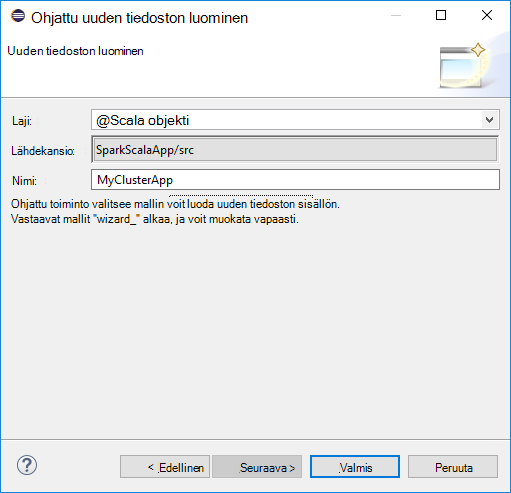 Ohjattu uuden tiedoston luominen
Uuden tiedoston luominen
Laji: @Scala objekti
Lähdekansio: SparkScalaApp/src
Nimi: MyClusterApp
Ohjattu toiminto valitsee mallin voit luoda uuden tiedoston sisällön.
Vastaavat mallit "wizard_" alkaa, ja voit muokata vapaasti.
? < Edellinen Seuraava > Valmis Peruuta